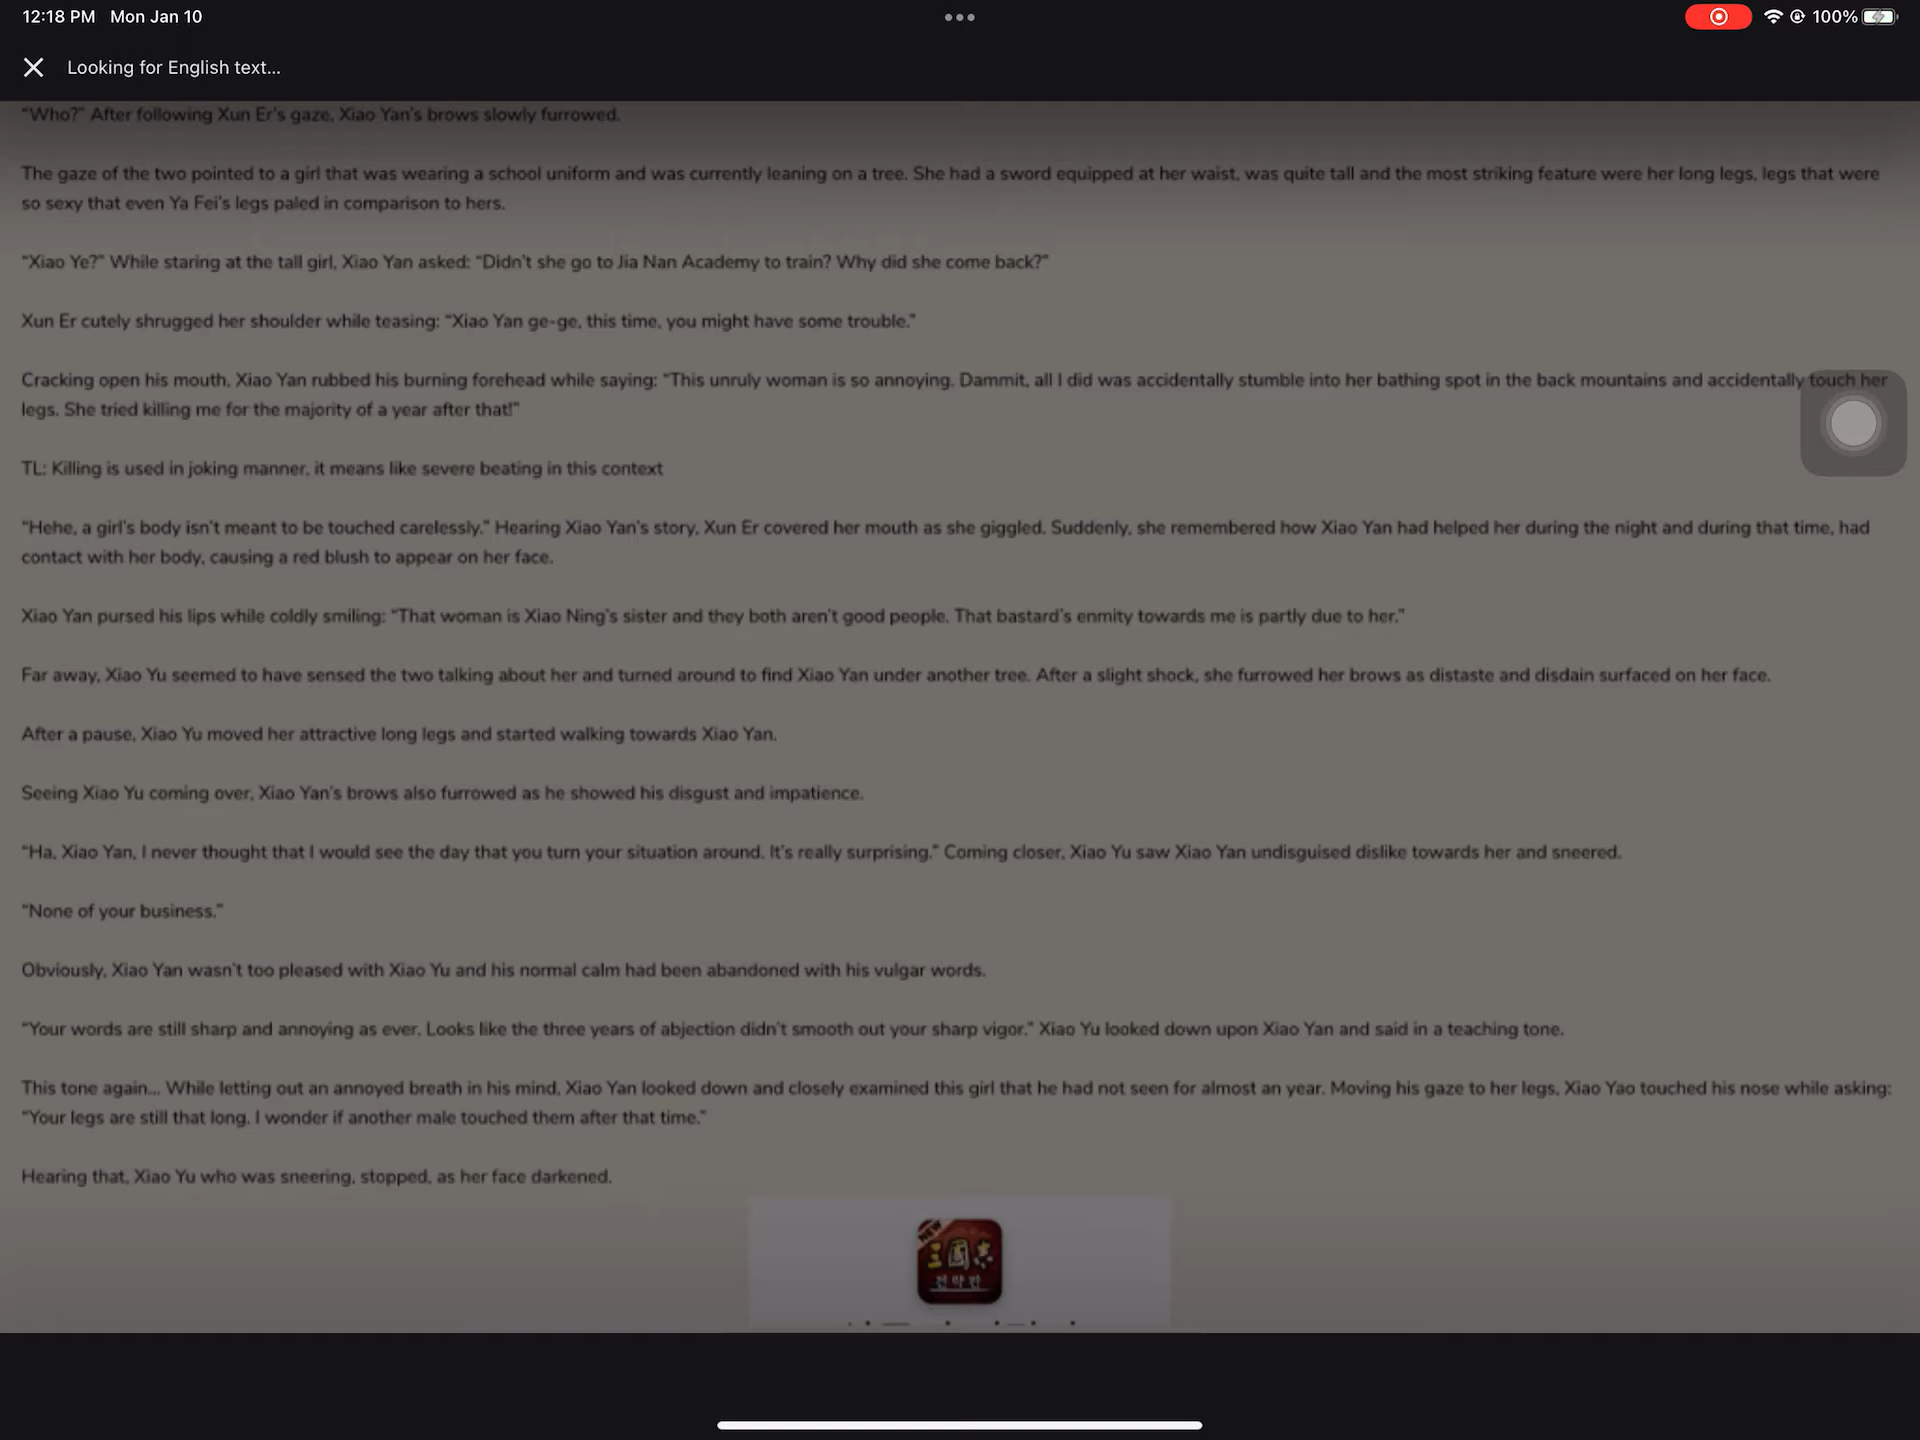 12:18 PM Mon Jan 10
100%
Looking for English text...
“Who?” After following Xun Er’s gaze, Xiao Yan’s brows slowly furrowed.
The gaze of the two pointed to a girl that was wearing a school uniform and was currently leaning on a tree. She had a sword equipped at her waist, was quite tall and the most striking feature were her long legs, legs that were
so sexy that even Ya Fei’s legs paled in comparison to hers.
“Xiao Ye?” While staring at the tall girl, Xiao Yan asked: “Didn’t she go to Jia Nan Academy to train? Why did she come back?”
Xun Er cutely shrugged her shoulder while teasing: “Xiao Yan ge-ge, this time, you might have some trouble.”
Cracking open his mouth, Xiao Yan rubbed his burning forehead while saying: “This unruly woman is so annoying. Dammit, all I did was accidentally stumble into her bathing spot in the back mountains and accidentally touch her
legs. She tried killing me for the majority of a year after that!”
TL: Killing is used in joking manner, it means like severe beating in this context
“Hehe, a girl’s body isn’t meant to be touched carelessly.” Hearing Xiao Yan’s story, Xun Er covered her mouth as she giggled. Suddenly, she remembered how Xiao Yan had helped her during the night and during that time, had
contact with her body, causing a red blush to appear on her face.
Xiao Yan pursed his lips while coldly smiling: “That woman is Xiao Ning’s sister and they both aren’t good people. That bastard’s enmity towards me is partly due to her.”
Far away, Xiao Yu seemed to have sensed the two talking about her and turned around to find Xiao Yan under another tree. After a slight shock, she furrowed her brows as distaste and disdain surfaced on her face.
After a pause, Xiao Yu moved her attractive long legs and started walking towards Xiao Yan.
Seeing Xiao Yu coming over, Xiao Yan’s brows also furrowed as he showed his disgust and impatience.
“Ha, Xiao Yan, I never thought that I would see the day that you turn your situation around. It’s really surprising.” Coming closer, Xiao Yu saw Xiao Yan undisguised dislike towards her and sneered.
“None of your business.”
Obviously, Xiao Yan wasn’t too pleased with Xiao Yu and his normal calm had been abandoned with his vulgar words.
“Your words are still sharp and annoying as ever. Looks like the three years of abjection didn’t smooth out your sharp vigor.” Xiao Yu looked down upon Xiao Yan and said in a teaching tone.
This tone again... While letting out an annoyed breath in his mind, Xiao Yan looked down and closely examined this girl that he had not seen for almost an year. Moving his gaze to her legs, Xiao Yao touched his nose while asking:
“Your legs are still that long. I wonder if another male touched them after that time.”
Hearing that, Xiao Yu who was sneering, stopped, as her face darkened.
三國志
전략판